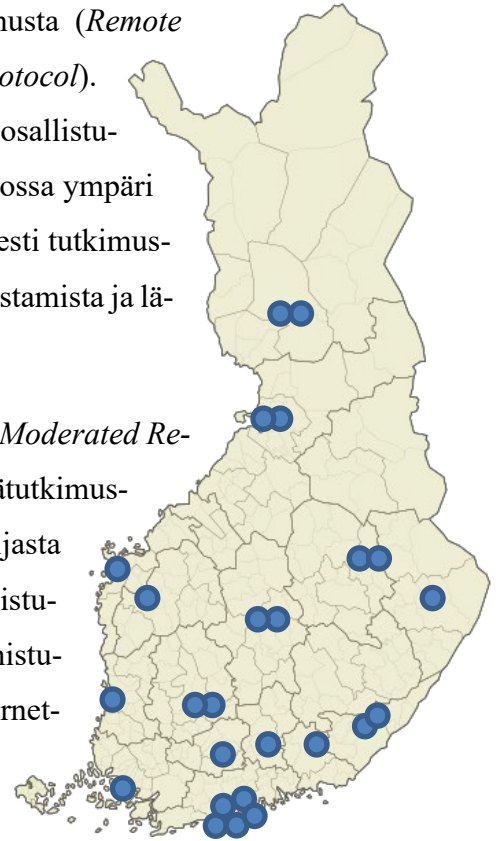 nusta (Remote
otocol).
osallistu-
ossa ympäri
esti tutkimus-
stamista ja lä-
Moderated Re-
itutkimus-
jasta
istu-
nistu-
rnet-